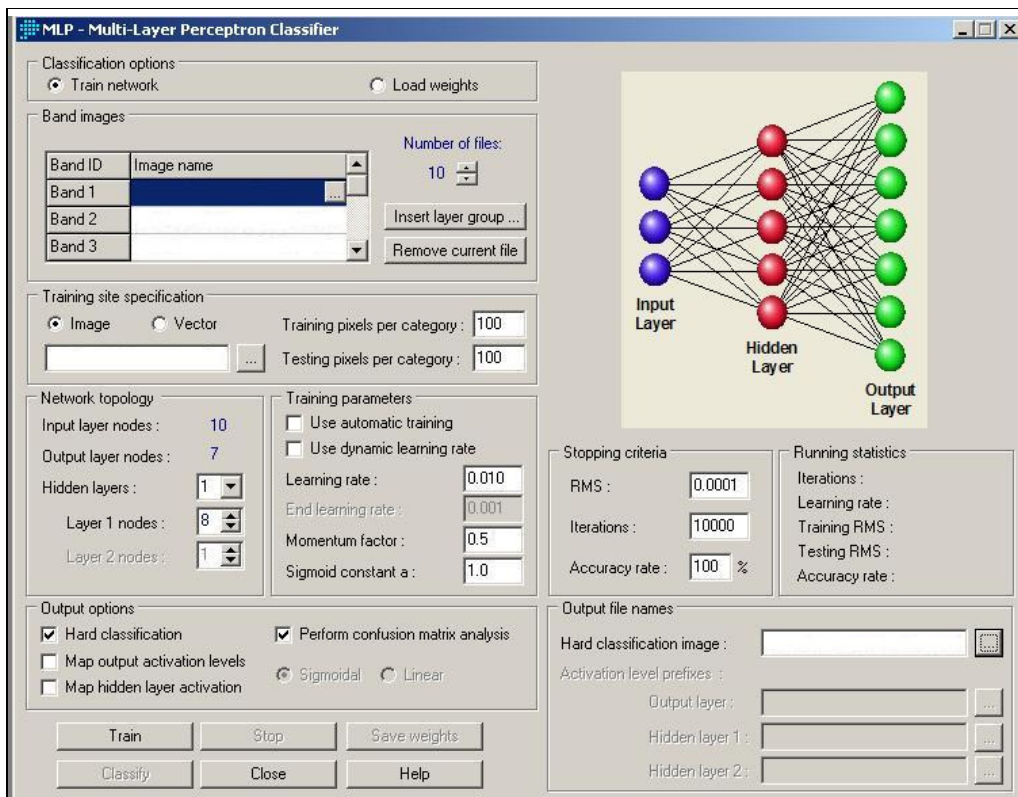 MLP - Multi-Layer Perceptron Classifier
Classification options
Train network
Load weights
Band images
Number of files:
10
Band ID Image name
Band 1 ...
Band 2
Band 3
Insert layer group ...
Remove current file
Training site specification
Image
Vector
...
Training pixels per category : 100
Testing pixels per category : 100
Input
Layer
Hidden
Layer
Output
Layer
Network topology
Input layer nodes : 10
Output layer nodes : 7
Hidden layers : 1
Layer 1 nodes : 8
Layer 2 nodes : 1
Training parameters
Use automatic training
Use dynamic learning rate
Learning rate : 0.010
End learning rate : 0.001
Momentum factor : 0.5
Sigmoid constant a : 1.0
Stopping criteria
RMS : 0.0001
Iterations : 10000
Accuracy rate : 100 %
Running statistics
Iterations :
Learning rate :
Training RMS :
Testing RMS :
Accuracy rate :
Output options
Hard classification
Map output activation levels
Map hidden layer activation
Perform confusion matrix analysis
Sigmoidal
Linear
Output file names
Hard classification image : ...
Activation level prefixes :
Output layer : ...
Hidden layer 1 : ...
Hidden layer 2 : ...
Train
Stop
Save weights
Classify
Close
Help